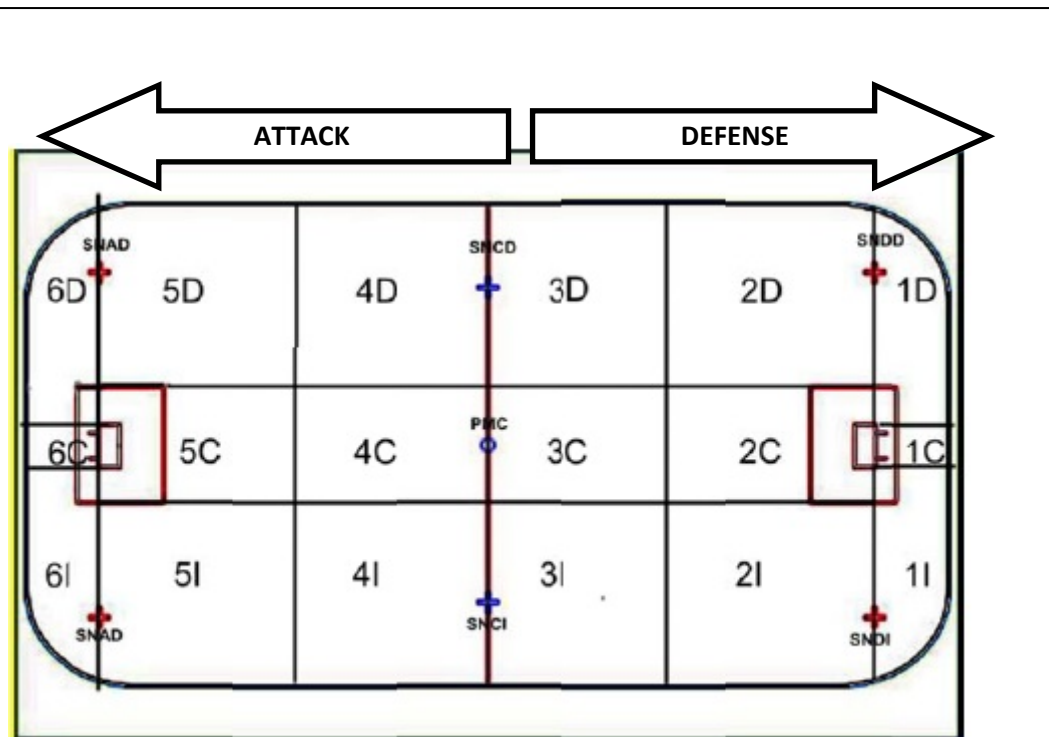 ATTACK DEFENSE
SNAD SNCD SNDD
6D 5D 4D 3D 2D 1D
PMC
6C 5C 4C 3C 2C 1C
6I 5I 4I 3I 2I 1I
SNAD SNCI SNDI